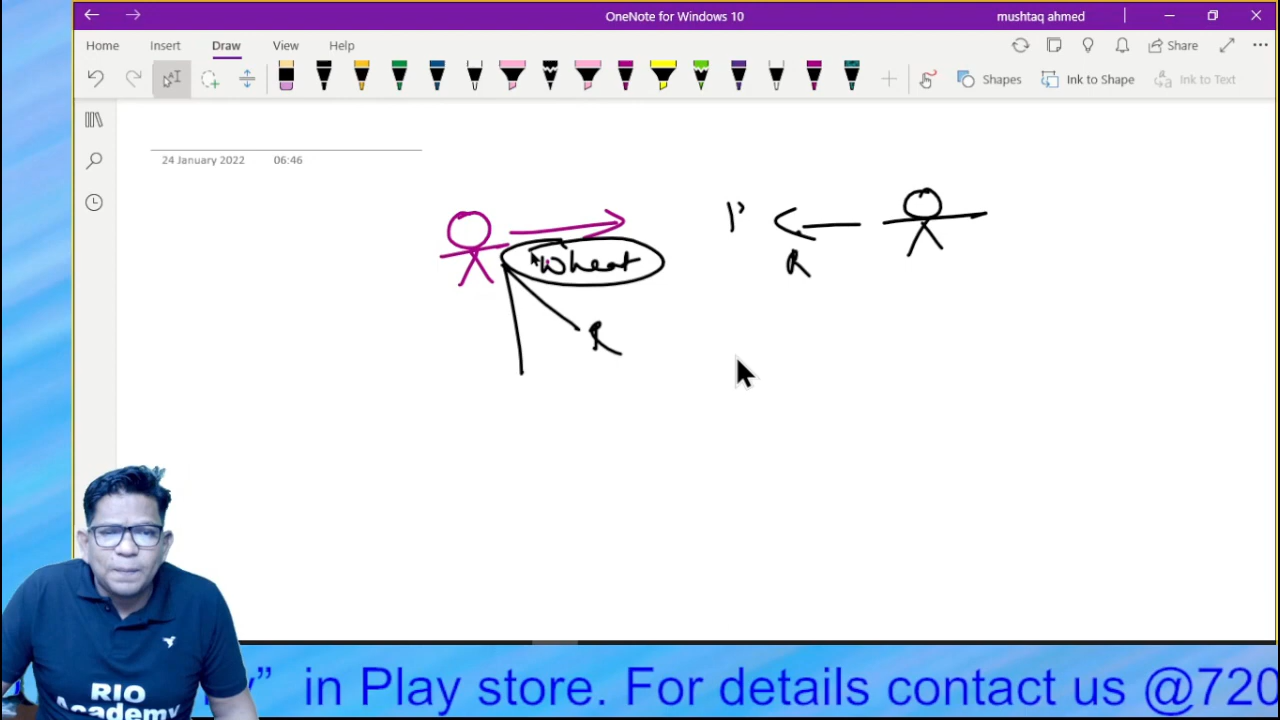 OneNote for Windows 10
mushtaq ahmed
Home Insert Draw View Help
Share
Shapes
Ink to Shape
Ink to Text
24 January 2022 06:46
Wheat
R
R
RIO
Academy
” in Play store. For details contact us @720